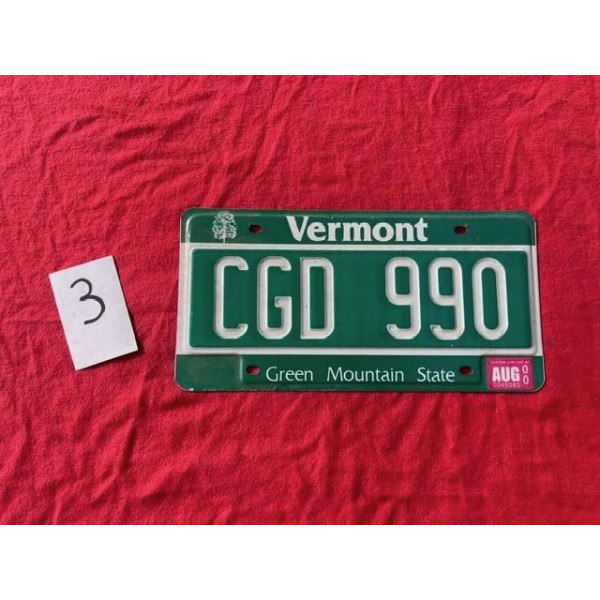 Vermont
3
CGD 990
Green Mountain State
AUG 00